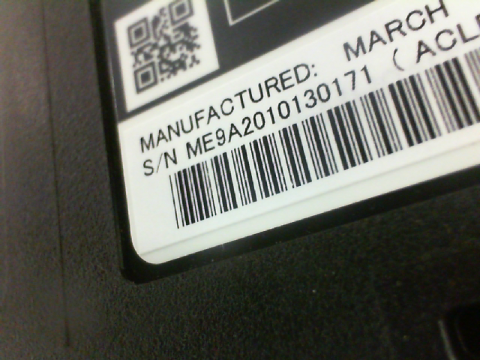 MANUFACTURED: MARCH
S/N ME9A2010130171 ( ACL